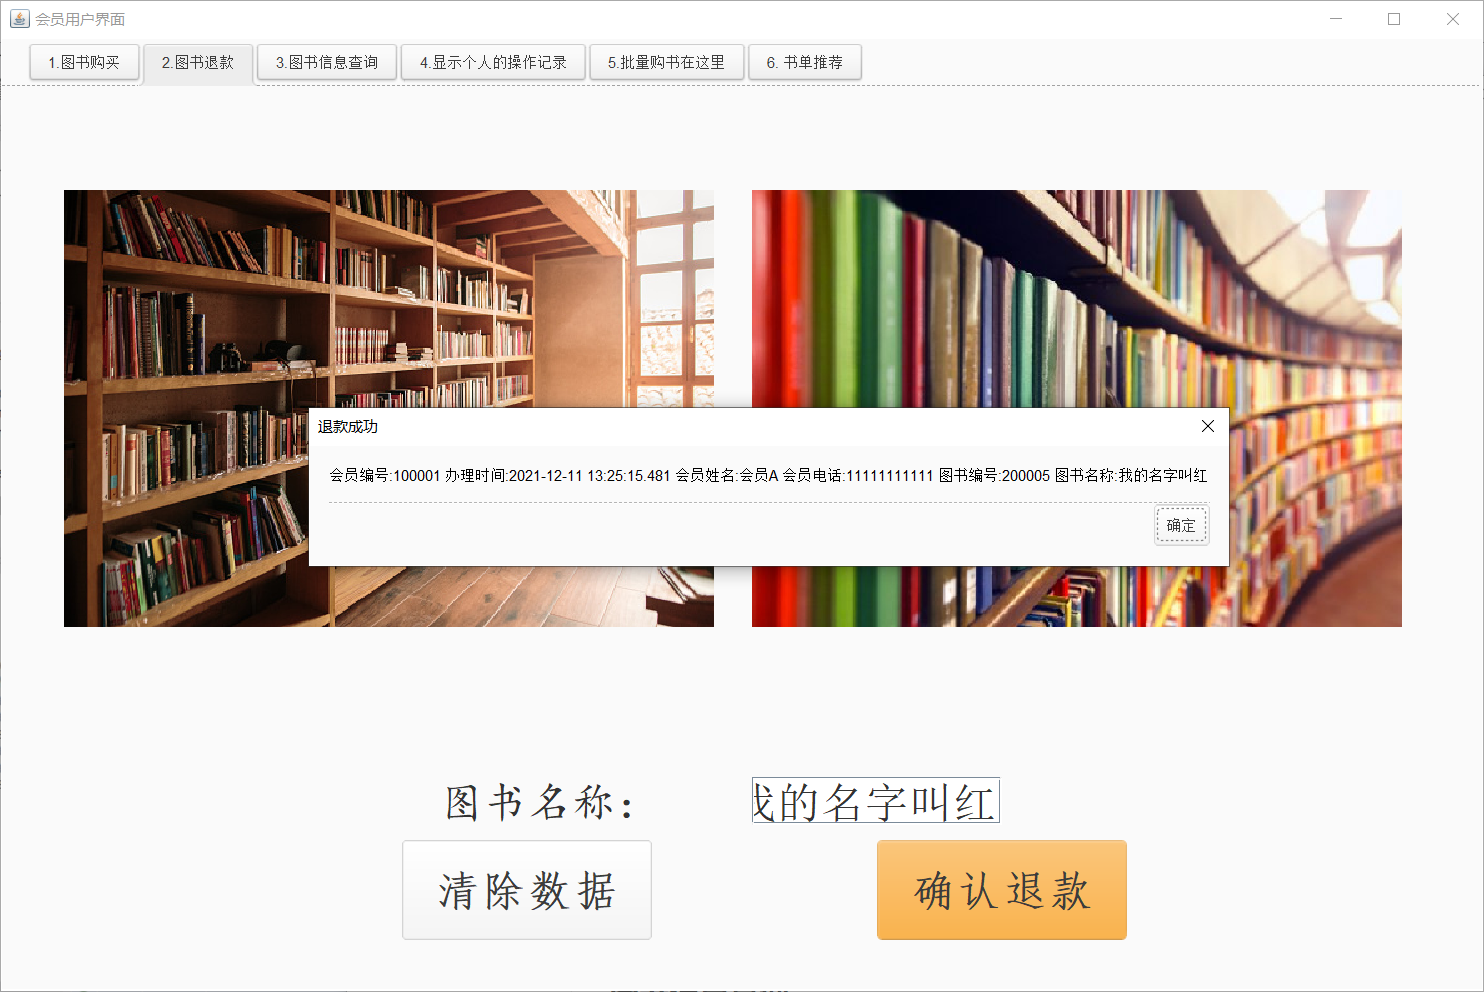 会员用户界面
1.图书购买 2.图书退款 3.图书信息查询 4.显示个人的操作记录 5.批量购书在这里 6. 书单推荐
退款成功
会员编号:100001 办理时间:2021-12-11 13:25:15.481 会员姓名:会员A 会员电话:11111111111 图书编号:200005 图书名称:我的名字叫红
确定
图书名称： 我的名字叫红
清除数据 确认退款